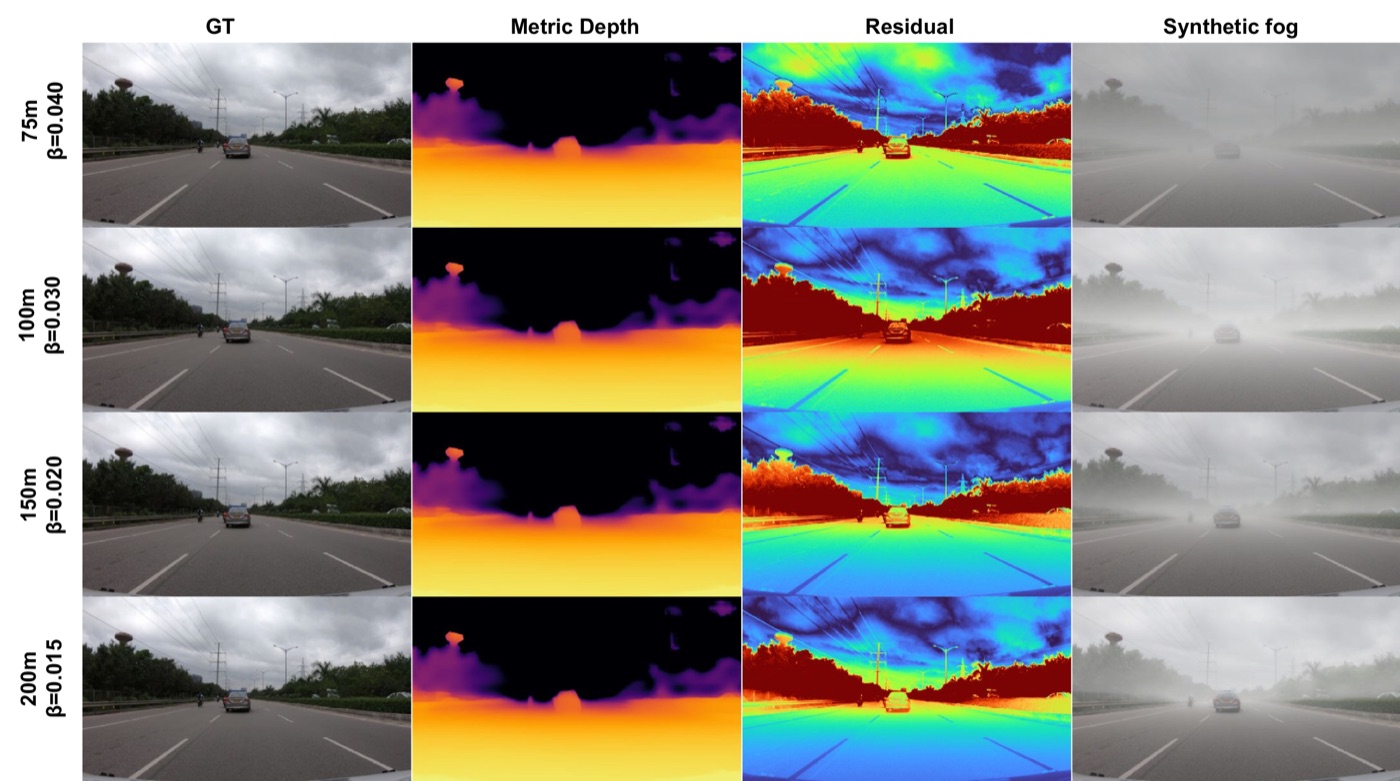 GT
Metric Depth
Residual
Synthetic fog
75m
β=0.040
100m
β=0.030
150m
β=0.020
200m
β=0.015